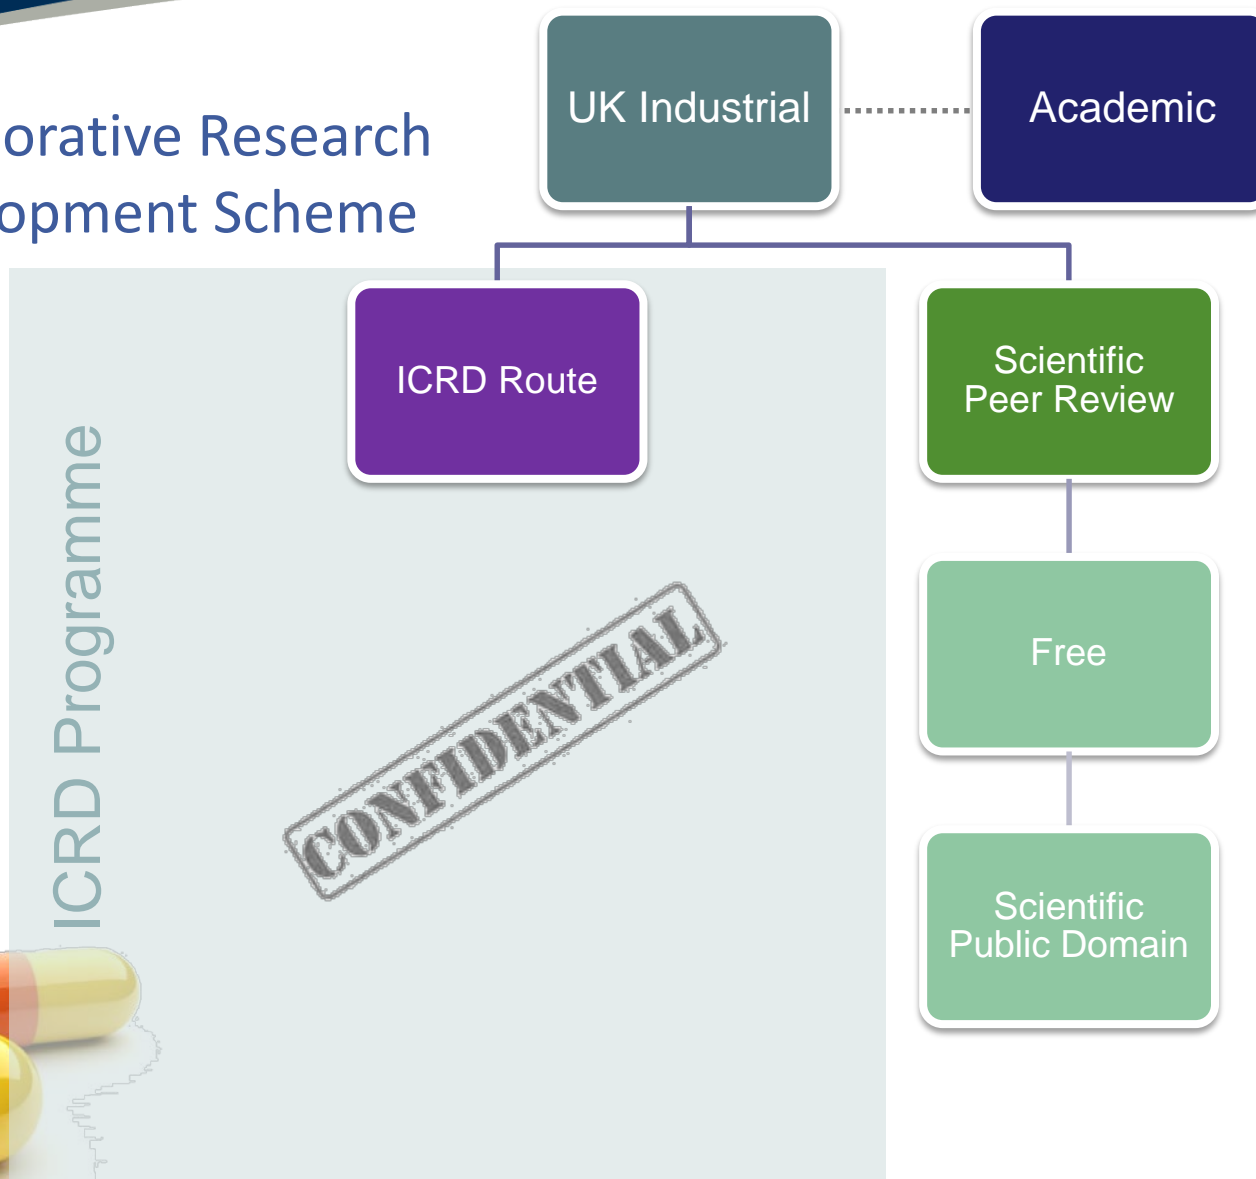 orative Research
opment Scheme
UK Industrial
Academic
ICRD Route
Scientific
Peer Review
ICRD Programme
CONFIDENTIAL
Free
Scientific
Public Domain